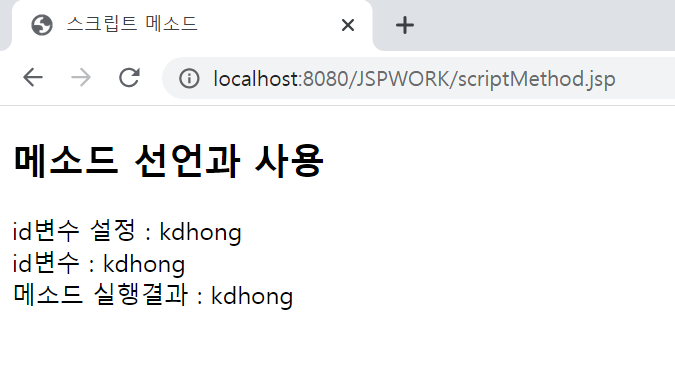 스크립트 메소드
localhost:8080/JSPWORK/scriptMethod.jsp
메소드 선언과 사용
id변수 설정 : kdhong
id변수 : kdhong
메소드 실행결과 : kdhong